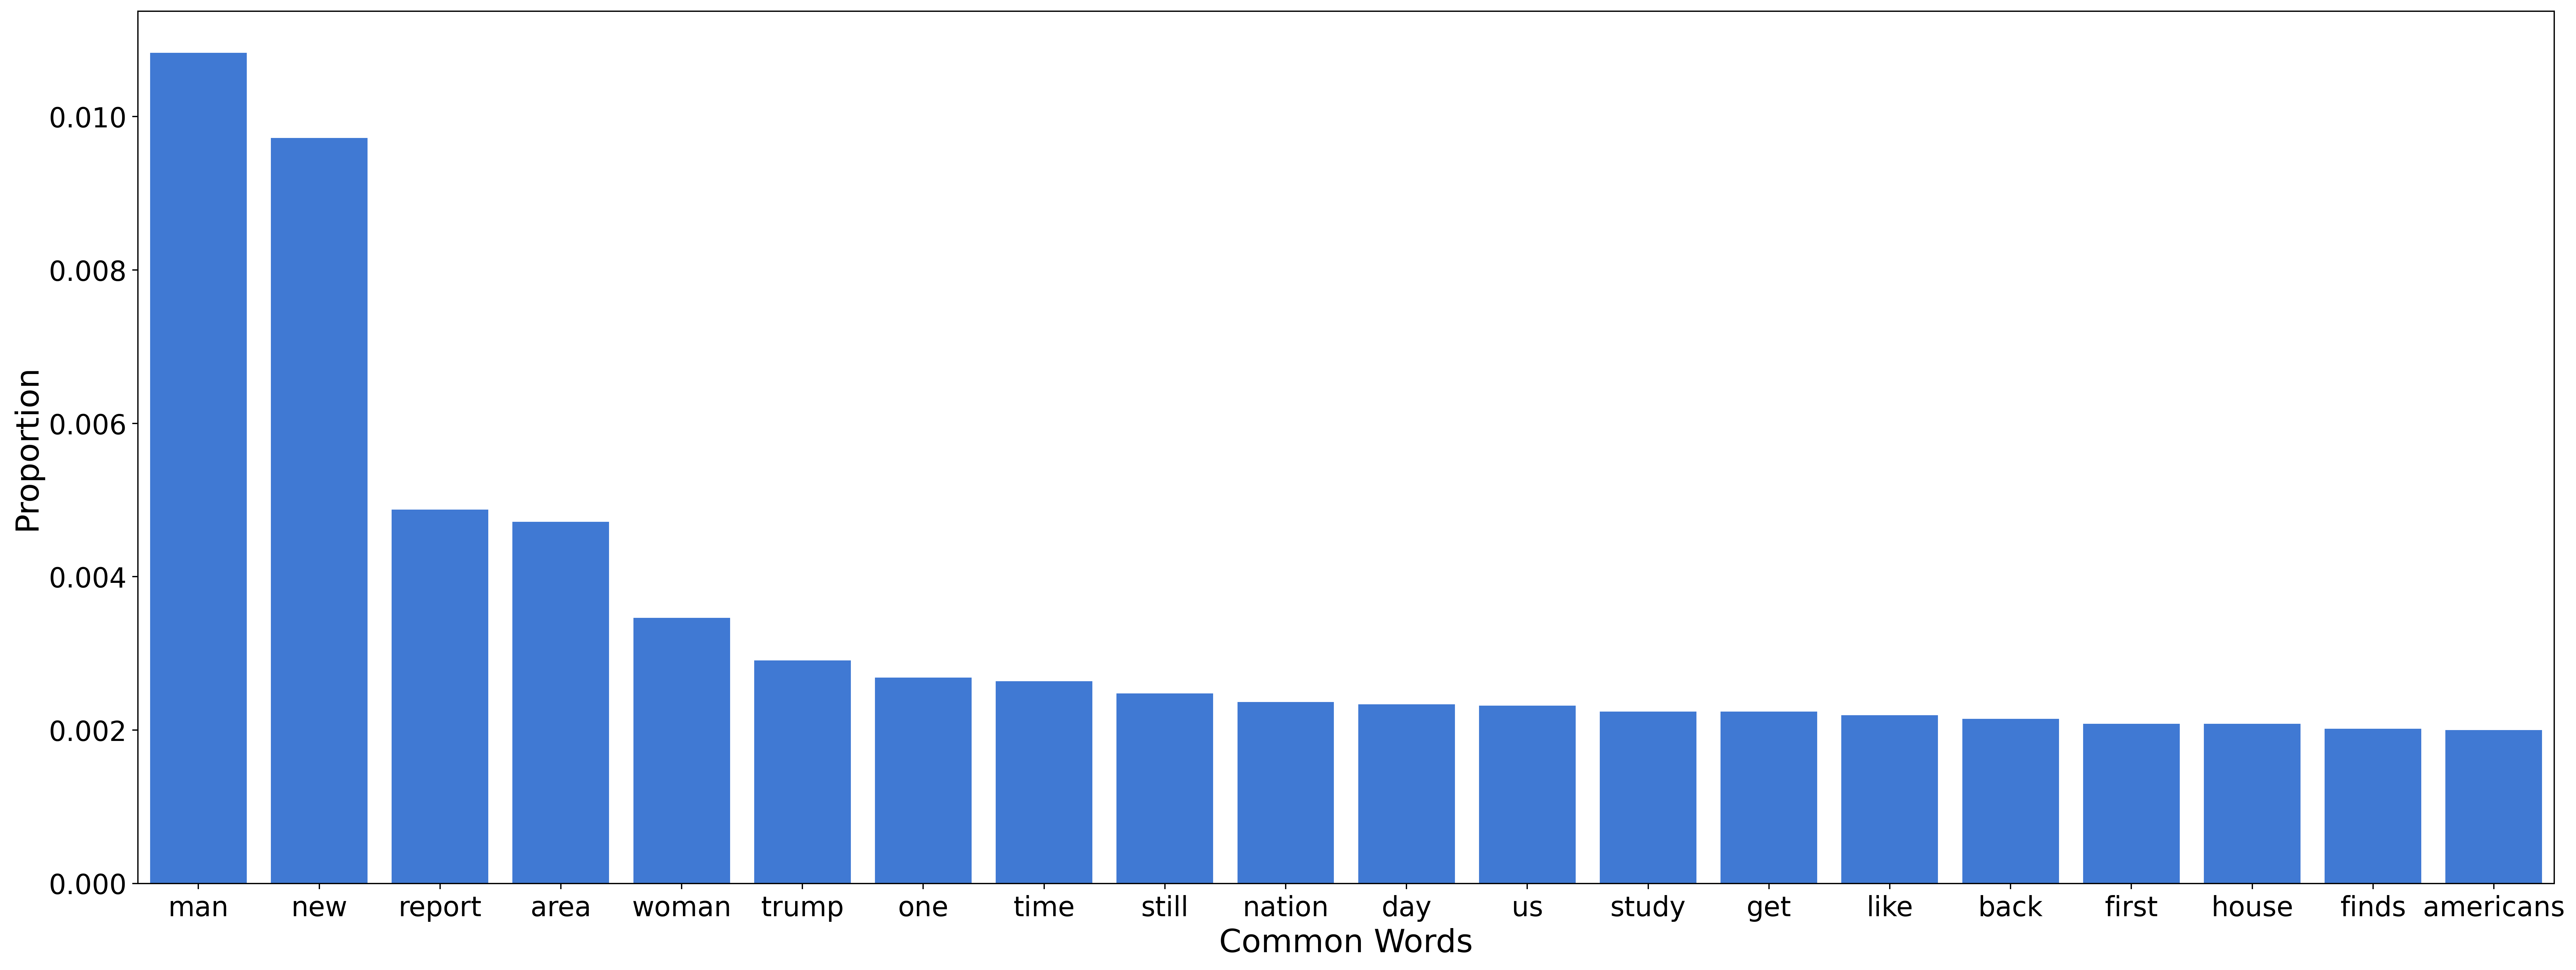 Proportion
0.010
0.008
0.006
0.004
0.002
0.000
man new report area woman trump one time still nation day us study get like back first house finds americans
Common Words